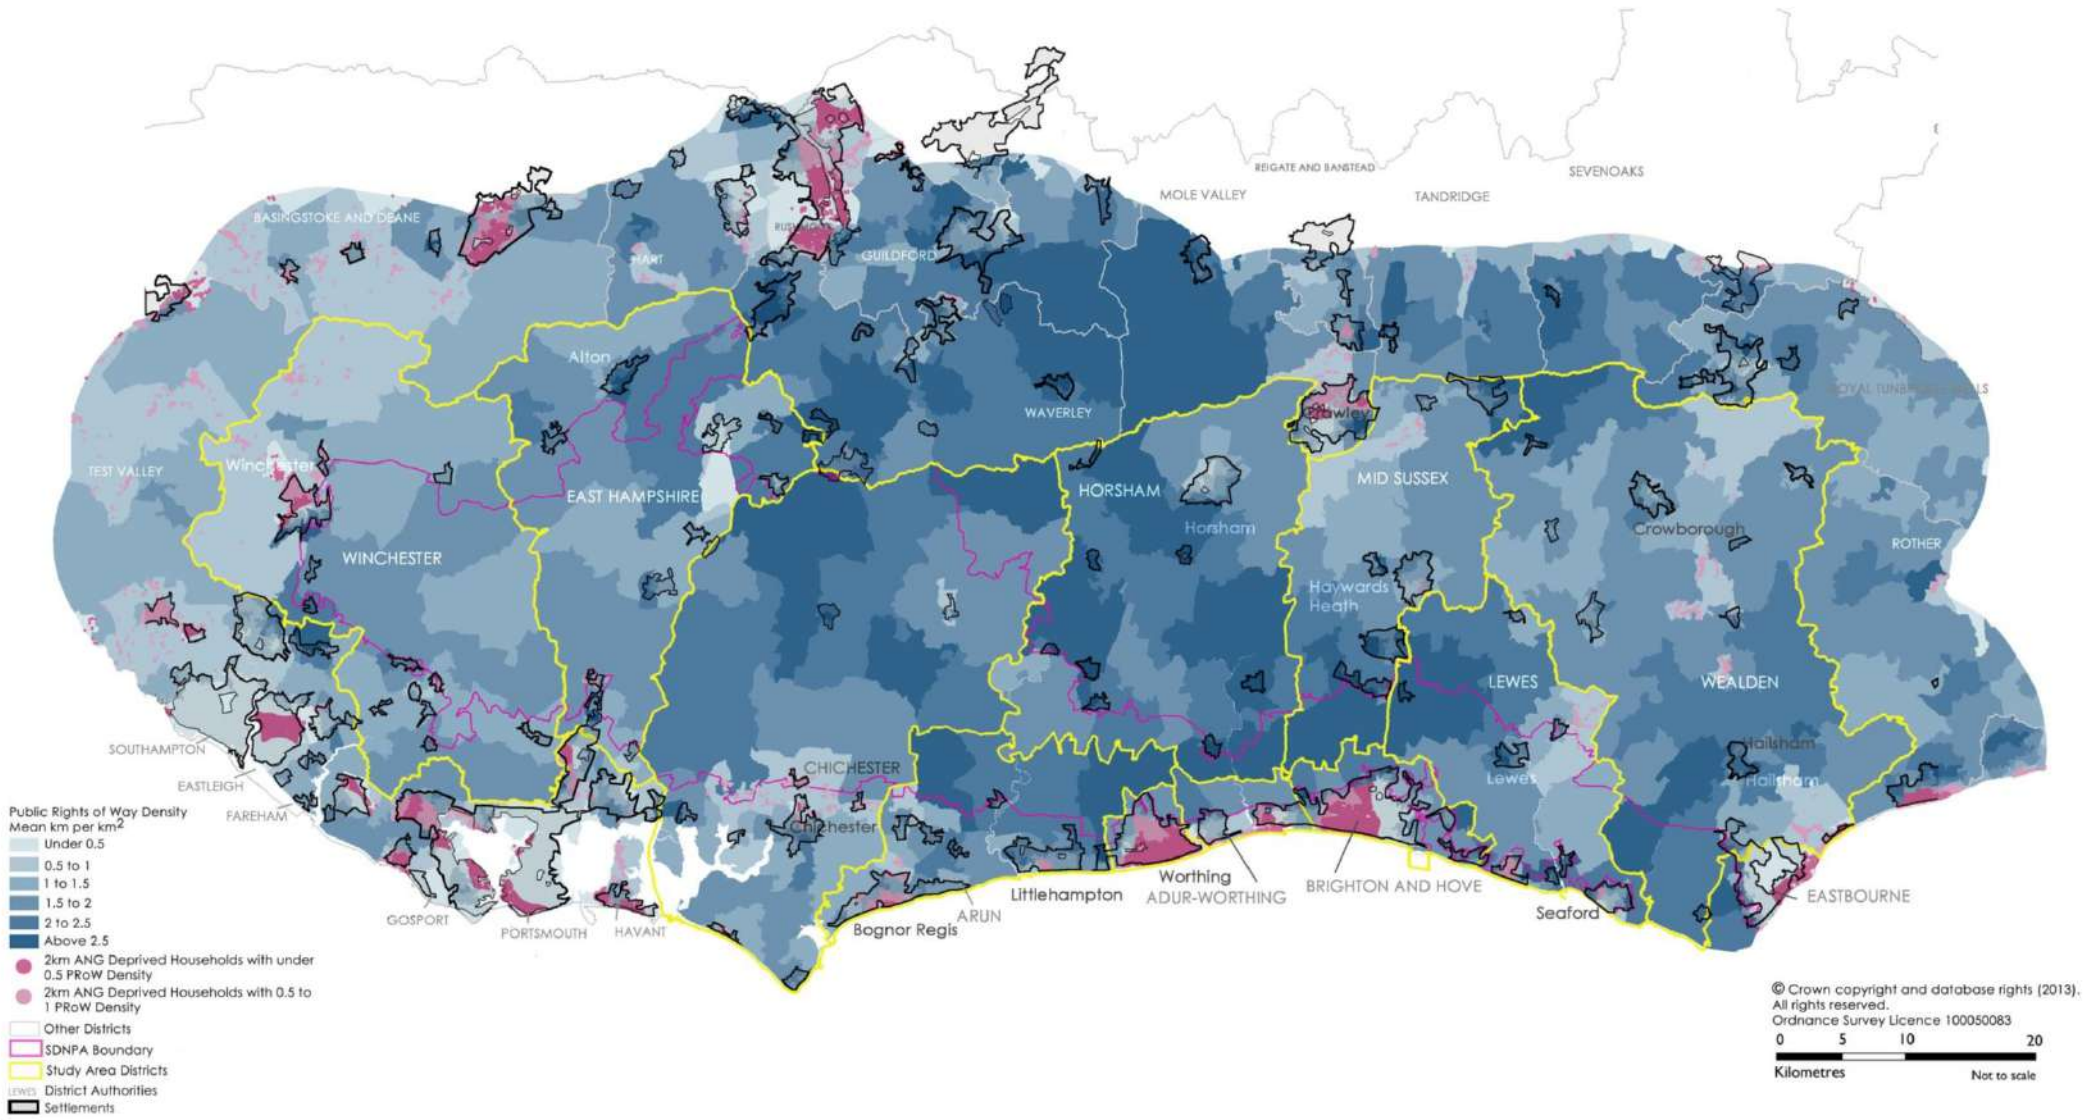 REIGATE AND BANSTEAD
SEVENOAKS
MOLE VALLEY
TANDRIDGE
BASINGSTOKE AND DEANE
HART
GUILDFORD
Alton
WAVERLEY
Crawley
TEST VALLEY
Winchester
EAST HAMPSHIRE
HORSHAM
MID SUSSEX
Horsham
Crowborough
ROTHER
WINCHESTER
Haywards
Heath
LEWES
WEALDEN
SOUTHAMPTON
EASTLEIGH
FAREHAM
CHICHESTER
Chichester
Lewes
Hailsham
Hailsham
GOSPORT
PORTSMOUTH
HAVANT
Bognor Regis
ARUN
Littlehampton
Worthing
ADUR-WORTHING
BRIGHTON AND HOVE
Seaford
EASTBOURNE
Public Rights of Way Density
Mean km per km2
Under 0.5
0.5 to 1
1 to 1.5
1.5 to 2
2 to 2.5
Above 2.5
2km ANG Deprived Households with under
0.5 PRoW Density
2km ANG Deprived Households with 0.5 to
1 PRoW Density
Other Districts
SDNPA Boundary
Study Area Districts
LEWES District Authorities
Settlements
© Crown copyright and database rights (2013).
All rights reserved.
Ordnance Survey Licence 100050083
0 5 10 20
Kilometres
Not to scale